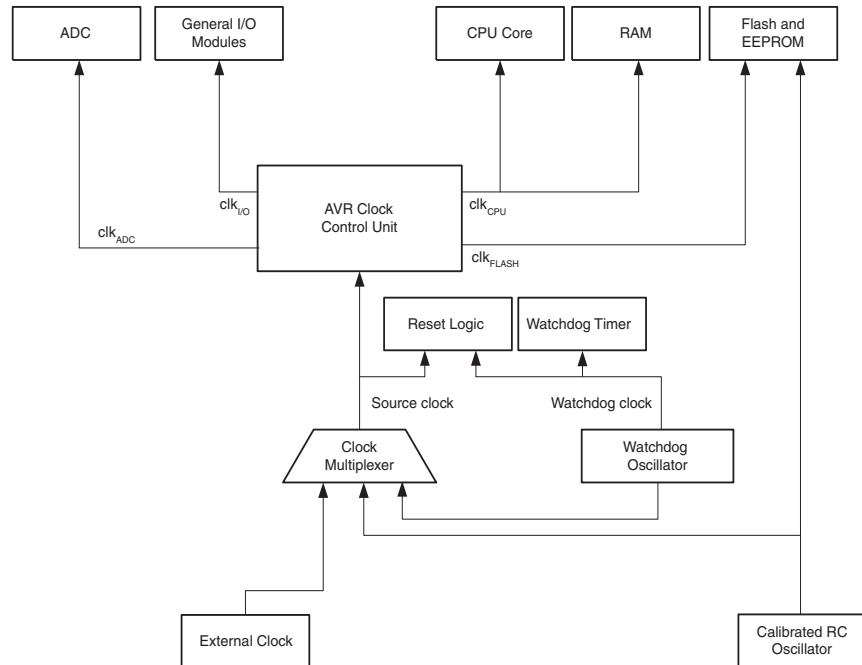 ADC
General I/O
Modules
CPU Core
RAM
Flash and
EEPROM
clkI/O
AVR Clock
Control Unit
clkCPU
clkADC
clkFLASH
Reset Logic
Watchdog Timer
Source clock
Watchdog clock
Clock
Multiplexer
Watchdog
Oscillator
External Clock
Calibrated RC
Oscillator